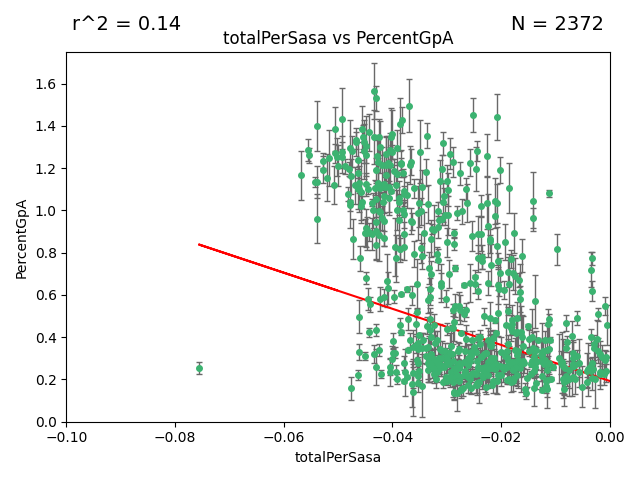 r^2 = 0.14
N = 2372
totalPerSasa vs PercentGpA
PercentGpA
1.6
1.4
1.2
1.0
0.8
0.6
0.4
0.2
0.0
−0.10 −0.08 −0.06 −0.04 −0.02 0.00
totalPerSasa